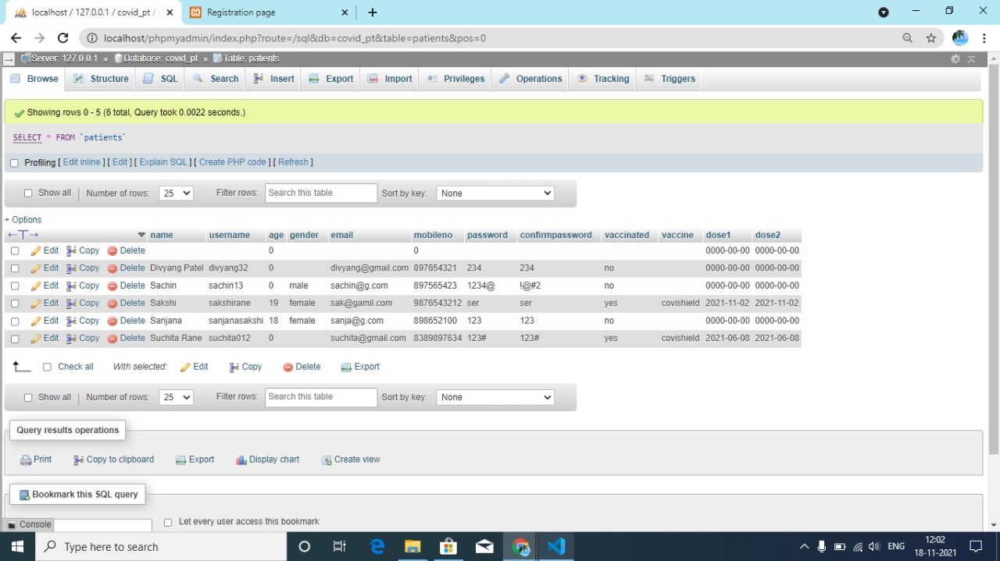 localhost / 127.0.0.1 / covid_pt / 
Registration page
localhost/phpmyadmin/index.php?route=/sql&db=covid_pt&table=patients&pos=0
Server: 127.0.0.1 » Database: covid_pt » Table: patients
Browse Structure SQL Search Insert Export Import Privileges Operations Tracking Triggers
Showing rows 0 - 5 (6 total, Query took 0.0022 seconds.)
SELECT * FROM `patients`
Profiling [ Edit inline ] [ Edit ] [ Explain SQL ] [ Create PHP code ] [ Refresh ]
Show all | Number of rows: 25 Filter rows: Search this table Sort by key: None
+ Options
←T→ name username age gender email mobileno password confirmpassword vaccinated vaccine dose1 dose2
Edit Copy Delete 0 0 0000-00-00 0000-00-00
Edit Copy Delete Divyang Patel divyang32 0 divyang@gmail.com 897654321 234 234 no 0000-00-00 0000-00-00
Edit Copy Delete Sachin sachin13 0 male sachin@g.com 897565423 1234@ !@#2 no 0000-00-00 0000-00-00
Edit Copy Delete Sakshi sakshirane 19 female sak@gamil.com 9876543212 ser ser yes covishield 2021-11-02 2021-11-02
Edit Copy Delete Sanjana sanjanasakshi 18 female sanja@g.com 898652100 123 123 no 0000-00-00 0000-00-00
Edit Copy Delete Suchita Rane suchita012 0 suchita@gmail.com 8389897634 123# 123# yes covishield 2021-06-08 2021-06-08
Check all With selected: Edit Copy Delete Export
Show all | Number of rows: 25 Filter rows: Search this table Sort by key: None
Query results operations
Print Copy to clipboard Export Display chart Create view
Bookmark this SQL query
Console
Let every user access this bookmark
Type here to search
ENG
12:02
18-11-2021